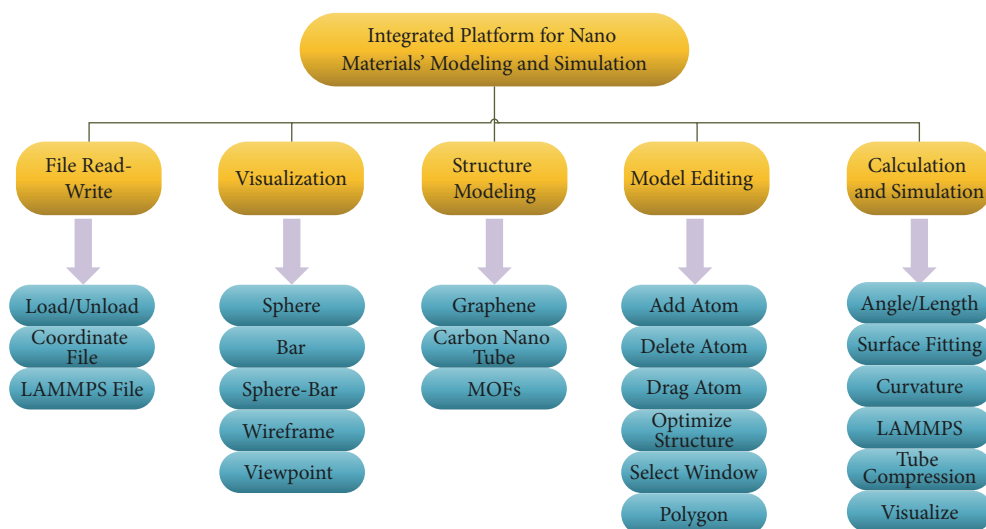 Integrated Platform for Nano
Materials’ Modeling and Simulation
File Read-
Write
Visualization
Structure
Modeling
Model Editing
Calculation
and Simulation
Load/Unload
Coordinate
File
LAMMPS File
Sphere
Bar
Sphere-Bar
Wireframe
Viewpoint
Graphene
Carbon Nano
Tube
MOFs
Add Atom
Delete Atom
Drag Atom
Optimize
Structure
Select Window
Polygon
Angle/Length
Surface Fitting
Curvature
LAMMPS
Tube
Compression
Visualize